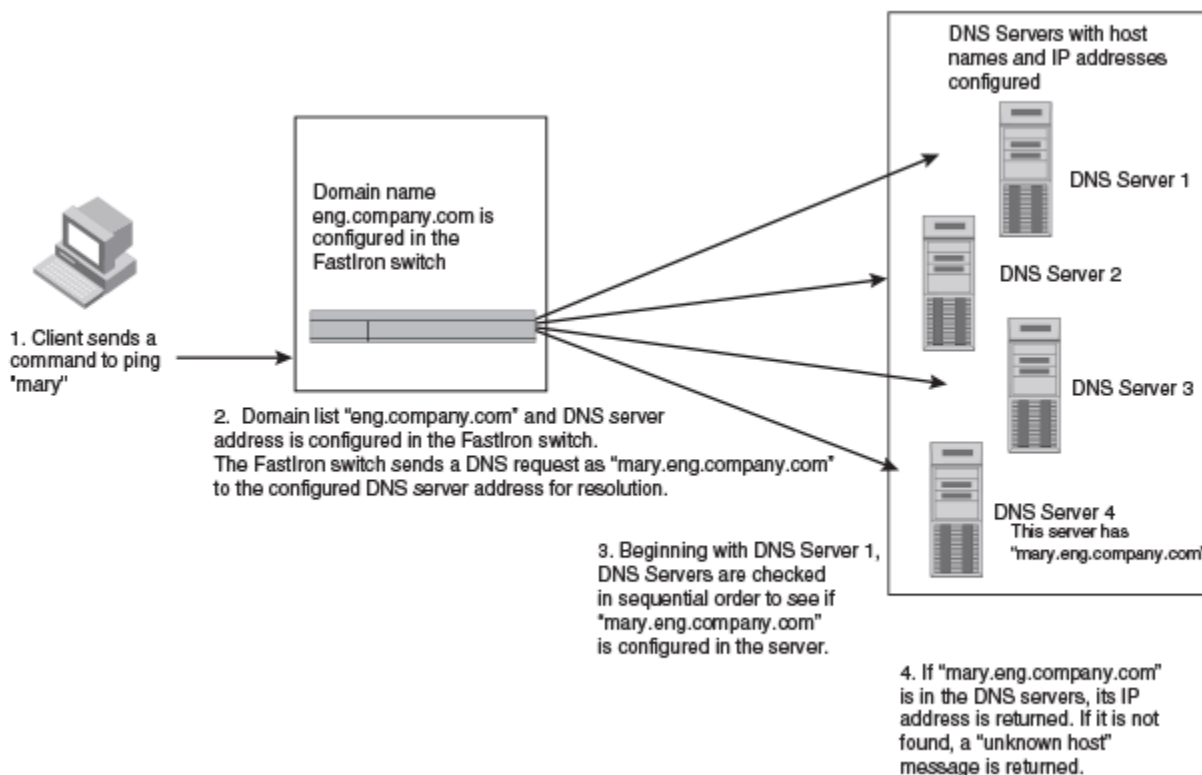 1. Client sends a
command to ping
"mary"
Domain name
eng.company.com is
configured in the
FastIron switch
2. Domain list "eng.company.com" and DNS server
address is configured in the FastIron switch.
The FastIron switch sends a DNS request as "mary.eng.company.com"
to the configured DNS server address for resolution.
DNS Servers with host
names and IP addresses
configured
DNS Server 1
DNS Server 2
DNS Server 3
DNS Server 4
This server has
"mary.eng.company.com"
3. Beginning with DNS Server 1,
DNS Servers are checked
in sequential order to see if
"mary.eng.company.com"
is configured in the server.
4. If "mary.eng.company.com"
is in the DNS servers, its IP
address is returned. If it is not
found, a "unknown host"
message is returned.